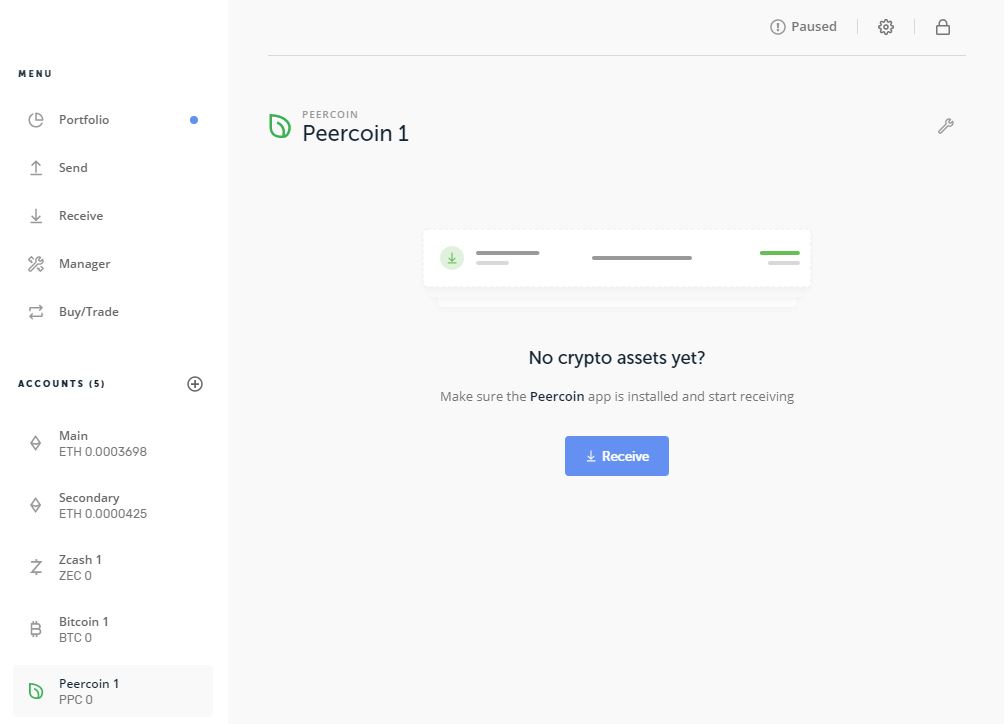 Paused
MENU
Portfolio
Send
Receive
Manager
Buy/Trade
ACCOUNTS (5)
Main
ETH 0.0003698
Secondary
ETH 0.0000425
Zcash 1
ZEC 0
Bitcoin 1
BTC 0
Peercoin 1
PPC 0
PEERCOIN
Peercoin 1
No crypto assets yet?
Make sure the Peercoin app is installed and start receiving
Receive